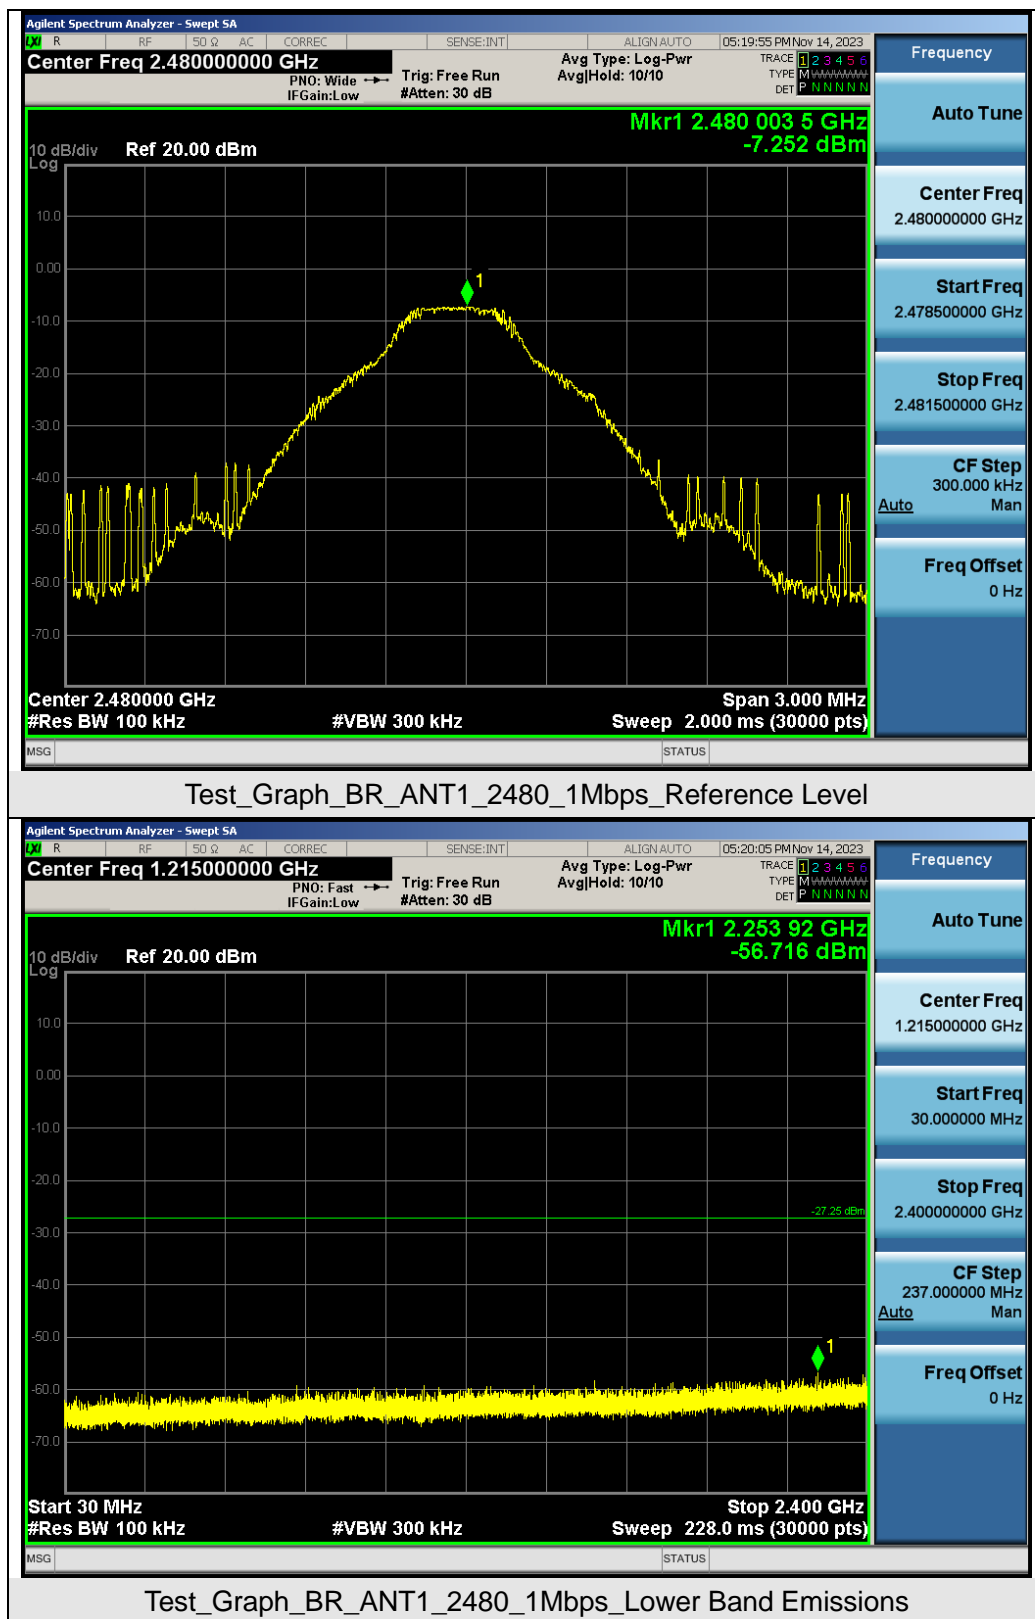 Agilent Spectrum Analyzer - Swept SA
LXI R RF 50 Ω AC CORREC SENSE:INT ALIGN AUTO 05:19:55 PM Nov 14, 2023
Center Freq 2.480000000 GHz
PNO: Wide
IFGain:Low
Trig: Free Run
#Atten: 30 dB
Avg Type: Log-Pwr
Avg|Hold: 10/10
TRACE 1 2 3 4 5 6
TYPE M WWWWW
DET P N N N N N
Mkr1 2.480 003 5 GHz
-7.252 dBm
10 dB/div Ref 20.00 dBm
Log
10.0
0.00
-10.0
-20.0
-30.0
-40.0
-50.0
-60.0
-70.0
1
Center 2.480000 GHz Span 3.000 MHz
#Res BW 100 kHz #VBW 300 kHz Sweep 2.000 ms (30000 pts)
MSG STATUS
Frequency
Auto Tune
Center Freq
2.480000000 GHz
Start Freq
2.478500000 GHz
Stop Freq
2.481500000 GHz
CF Step
300.000 kHz
Auto Man
Freq Offset
0 Hz
Test_Graph_BR_ANT1_2480_1Mbps_Reference Level
Agilent Spectrum Analyzer - Swept SA
LXI R RF 50 Ω AC CORREC SENSE:INT ALIGN AUTO 05:20:05 PM Nov 14, 2023
Center Freq 1.215000000 GHz
PNO: Fast
IFGain:Low
Trig: Free Run
#Atten: 30 dB
Avg Type: Log-Pwr
Avg|Hold: 10/10
TRACE 1 2 3 4 5 6
TYPE M WWWWW
DET P N N N N N
Mkr1 2.253 92 GHz
-56.716 dBm
10 dB/div Ref 20.00 dBm
Log
10.0
0.00
-10.0
-20.0
-27.25 dBm
-30.0
-40.0
-50.0
-60.0
-70.0
1
Start 30 MHz Stop 2.400 GHz
#Res BW 100 kHz #VBW 300 kHz Sweep 228.0 ms (30000 pts)
MSG STATUS
Frequency
Auto Tune
Center Freq
1.215000000 GHz
Start Freq
30.000000 MHz
Stop Freq
2.400000000 GHz
CF Step
237.000000 MHz
Auto Man
Freq Offset
0 Hz
Test_Graph_BR_ANT1_2480_1Mbps_Lower Band Emissions